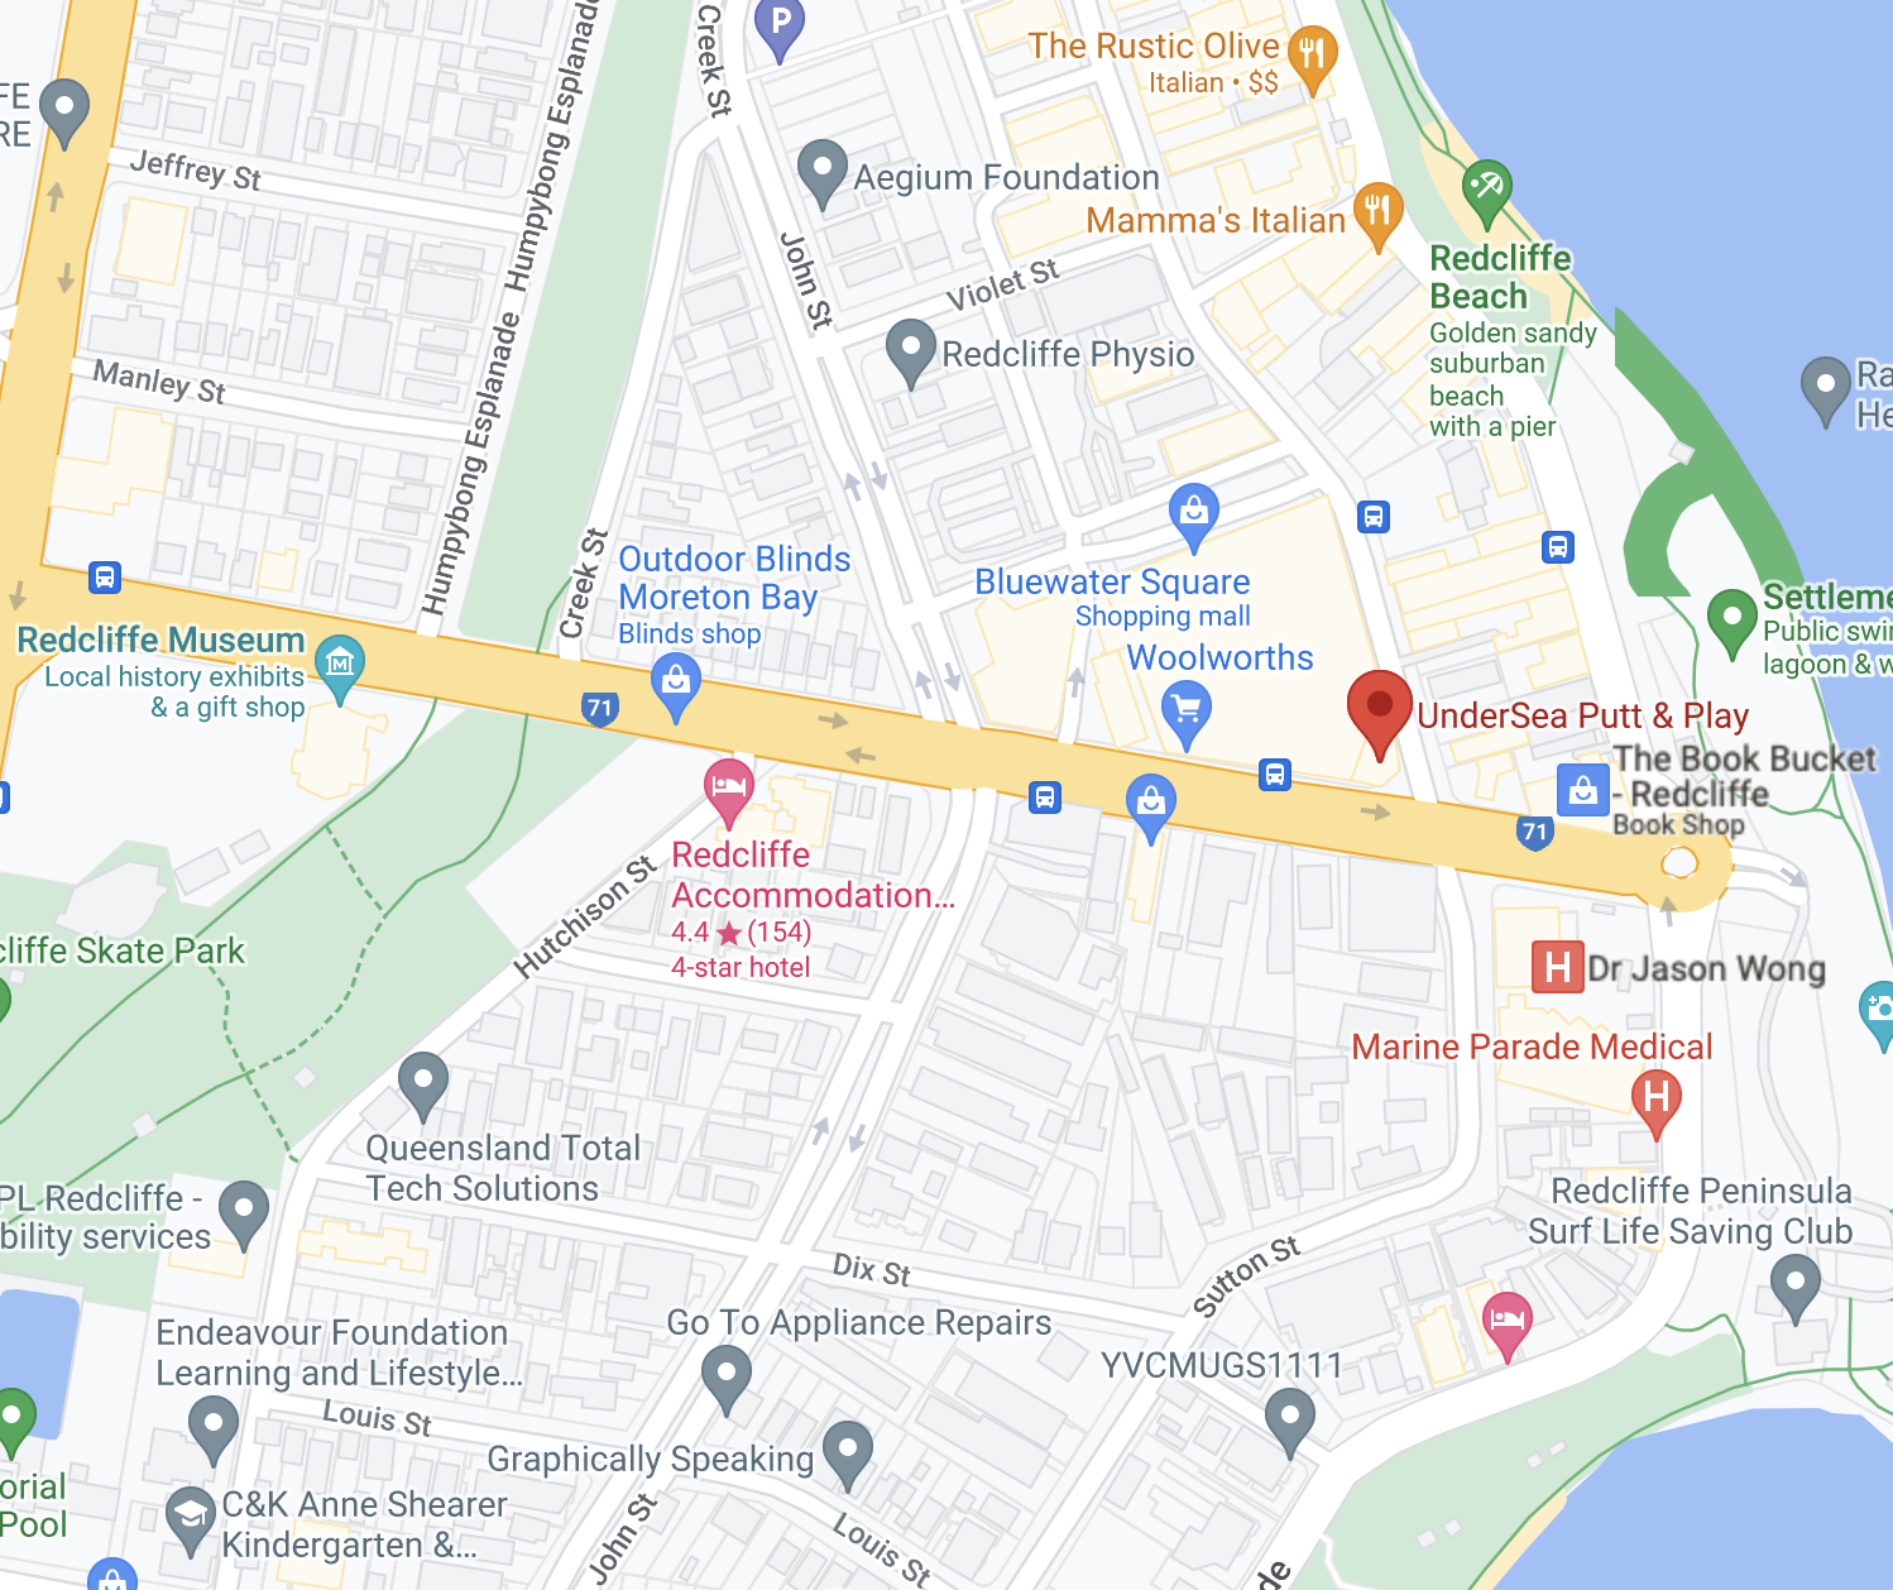 Creek St
P
The Rustic Olive
Italian • $$
FE
RE
Humpybong Esplanade
Jeffrey St
Aegium Foundation
Mamma's Italian
Redcliffe
Beach
Golden sandy
suburban
beach
with a pier
John St
Violet St
Humpybong Esplanade
Manley St
Redcliffe Physio
Ra
He
Creek St
Outdoor Blinds
Moreton Bay
Blinds shop
Bluewater Square
Shopping mall
Woolworths
Settleme
Public swi
lagoon & w
Redcliffe Museum
Local history exhibits
& a gift shop
M
71
UnderSea Putt & Play
The Book Bucket
- Redcliffe
Book Shop
71
Redcliffe
Accommodation...
4.4 ★ (154)
4-star hotel
Hutchison St
cliffe Skate Park
H Dr Jason Wong
Marine Parade Medical
H
Queensland Total
Tech Solutions
PL Redcliffe -
bility services
Redcliffe Peninsula
Surf Life Saving Club
Dix St
Sutton St
Go To Appliance Repairs
Endeavour Foundation
Learning and Lifestyle...
YVCMUGS1111
Louis St
Graphically Speaking
orial
Pool
C&K Anne Shearer
Kindergarten &...
John St
Louis St
de